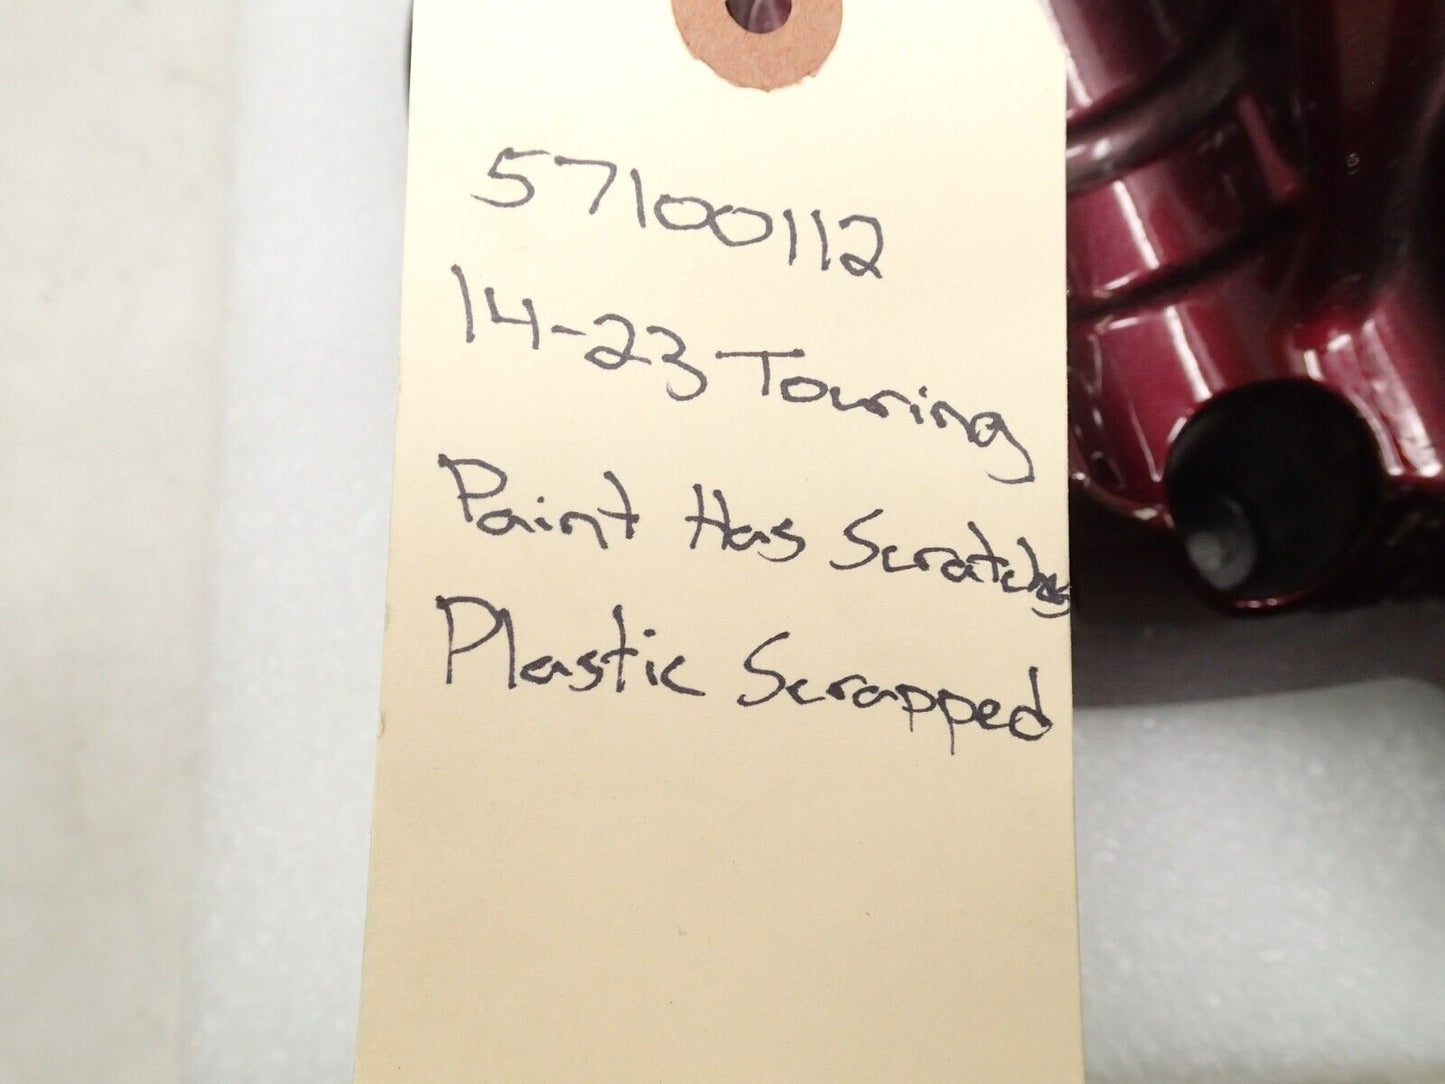 57100112
14-23 Touring
Paint Has Scratches
Plastic Scrapped